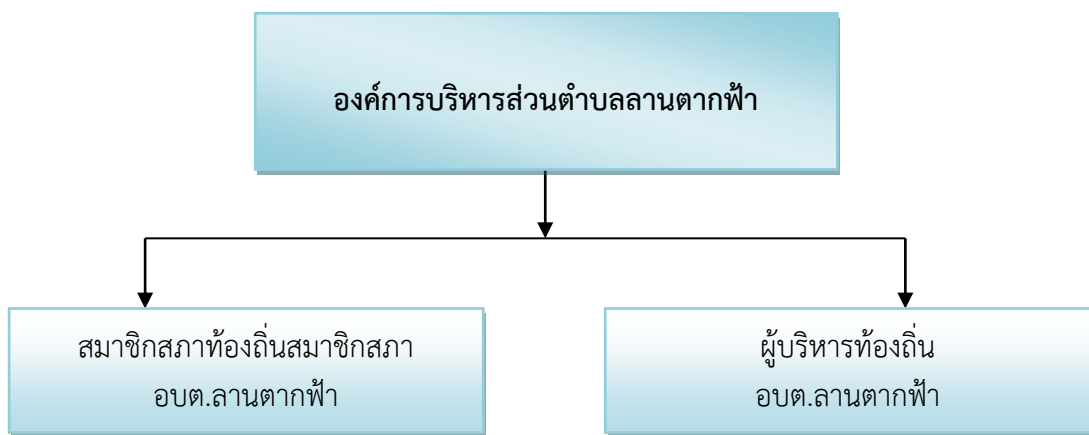 องค์การบริหารส่วนตำบลลานตากฟ้า
สมาชิกสภาท้องถิ่นสมาชิกสภา
อบต.ลานตากฟ้า
ผู้บริหารท้องถิ่น
อบต.ลานตากฟ้า